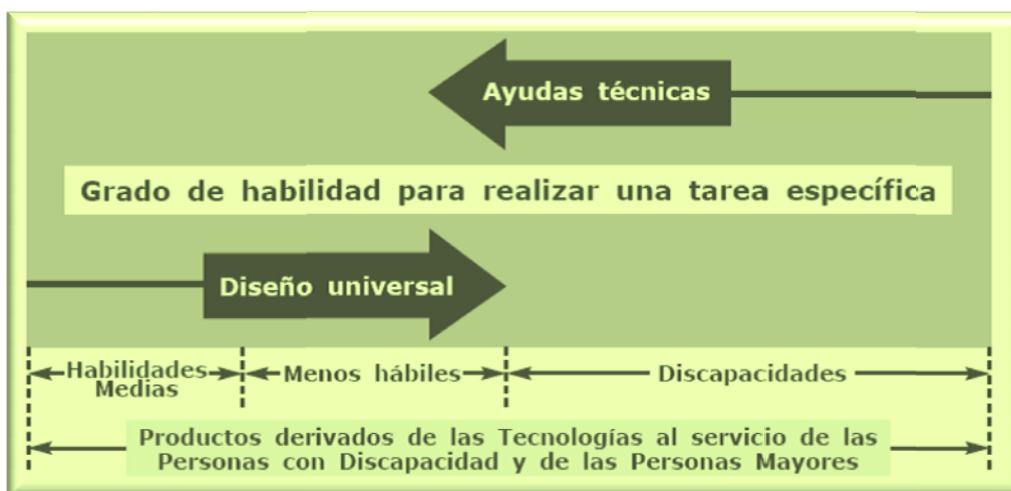 Ayudas técnicas
Grado de habilidad para realizar una tarea específica
Diseño universal
Habilidades
Medias
Menos hábiles
Discapacidades
Productos derivados de las Tecnologías al servicio de las
Personas con Discapacidad y de las Personas Mayores